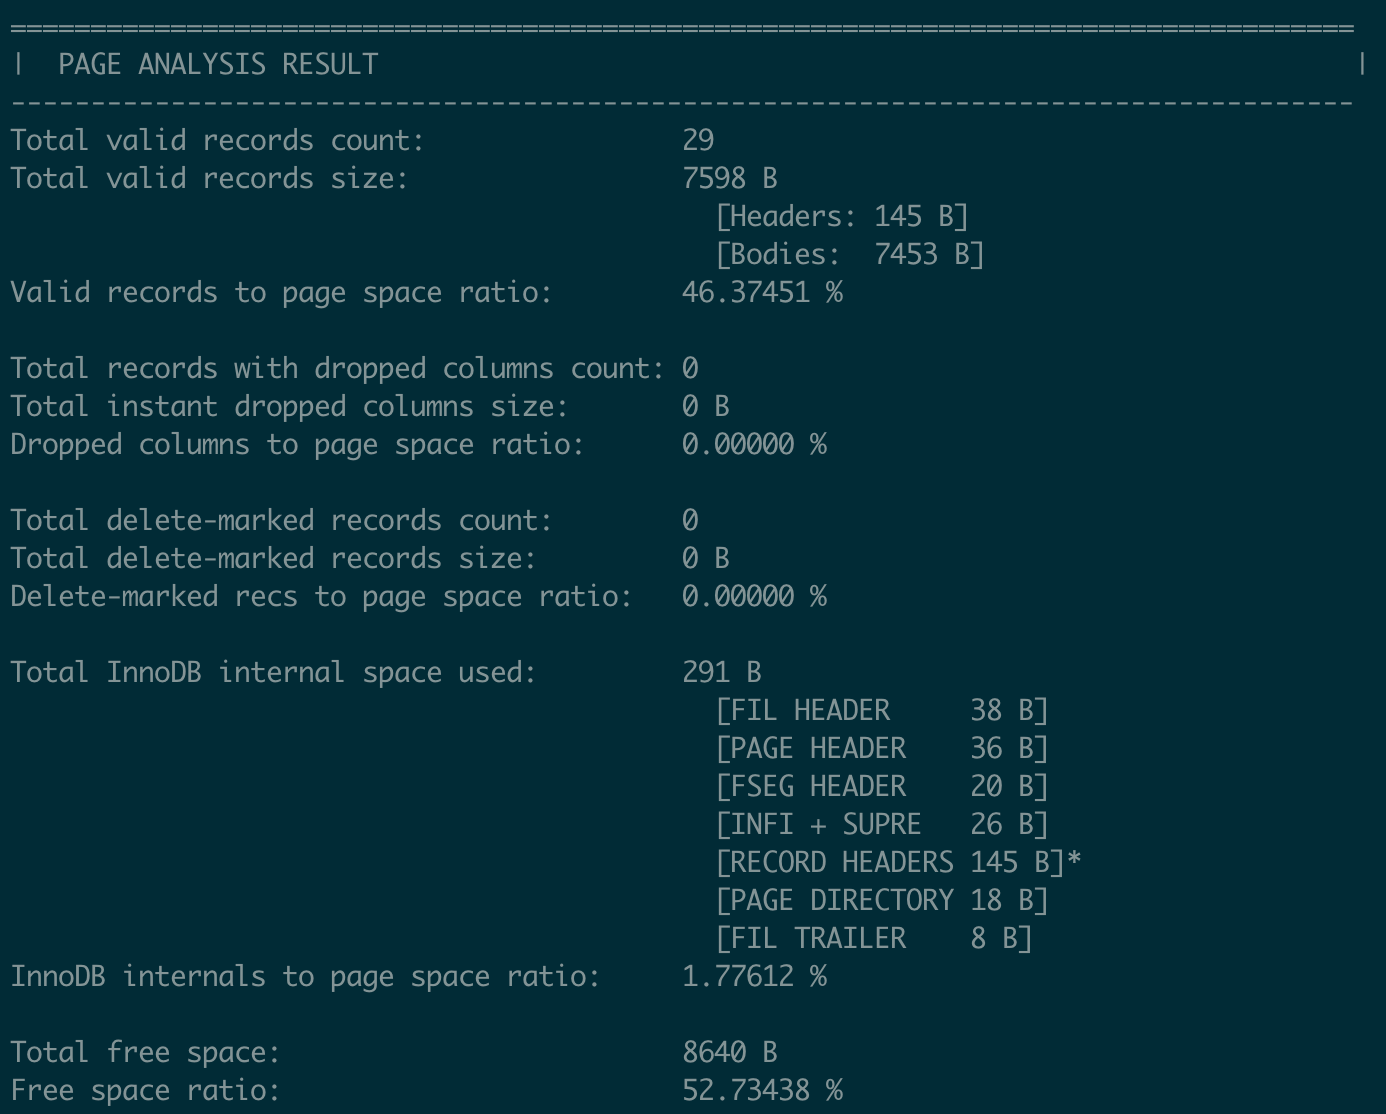 ====================================================================================
|  PAGE ANALYSIS RESULT                                                             |
------------------------------------------------------------------------------------
Total valid records count:                29
Total valid records size:                 7598 B
                                            [Headers: 145 B]
                                            [Bodies:  7453 B]
Valid records to page space ratio:        46.37451 %

Total records with dropped columns count: 0
Total instant dropped columns size:       0 B
Dropped columns to page space ratio:      0.00000 %

Total delete-marked records count:        0
Total delete-marked records size:         0 B
Delete-marked recs to page space ratio:   0.00000 %

Total InnoDB internal space used:         291 B
                                            [FIL HEADER     38 B]
                                            [PAGE HEADER    36 B]
                                            [FSEG HEADER    20 B]
                                            [INFI + SUPRE   26 B]
                                            [RECORD HEADERS 145 B]*
                                            [PAGE DIRECTORY 18 B]
                                            [FIL TRAILER    8 B]
InnoDB internals to page space ratio:     1.77612 %

Total free space:                         8640 B
Free space ratio:                         52.73438 %